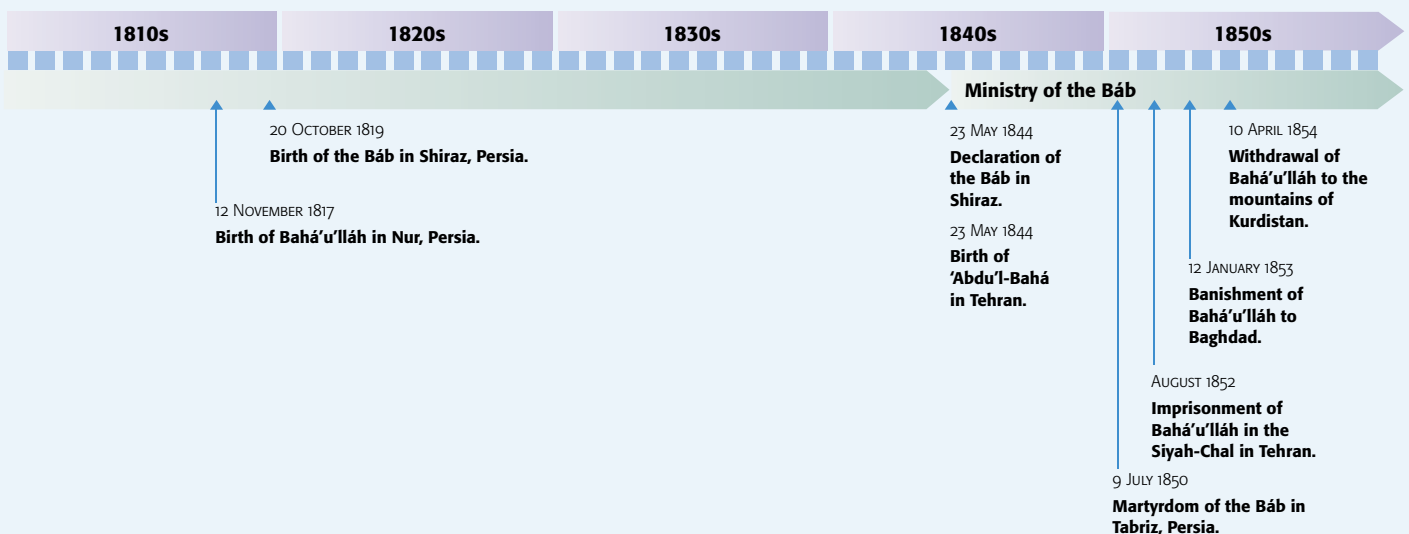 1810s
1820s
1830s
1840s
1850s
Ministry of the Báb
20 October 1819
Birth of the Báb in Shiraz, Persia.
12 November 1817
Birth of Bahá’u’lláh in Nur, Persia.
23 May 1844
Declaration of
the Báb in
Shiraz.
23 May 1844
Birth of
‘Abdu’l-Bahá
in Tehran.
10 April 1854
Withdrawal of
Bahá’u’lláh to the
mountains of
Kurdistan.
12 January 1853
Banishment of
Bahá’u’lláh to
Baghdad.
August 1852
Imprisonment of
Bahá’u’lláh in the
Siyah-Chal in Tehran.
9 July 1850
Martyrdom of the Báb in
Tabriz, Persia.